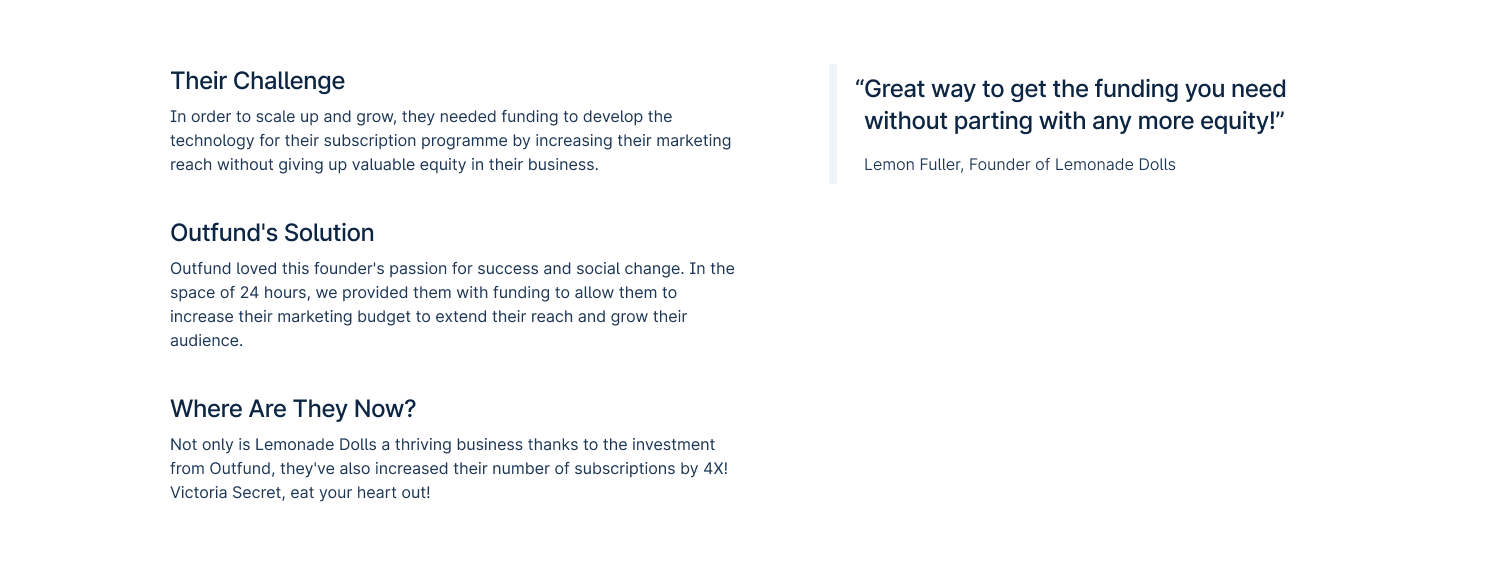 Their Challenge
In order to scale up and grow, they needed funding to develop the
technology for their subscription programme by increasing their marketing
reach without giving up valuable equity in their business.
Outfund's Solution
Outfund loved this founder's passion for success and social change. In the
space of 24 hours, we provided them with funding to allow them to
increase their marketing budget to extend their reach and grow their
audience.
Where Are They Now?
Not only is Lemonade Dolls a thriving business thanks to the investment
from Outfund, they've also increased their number of subscriptions by 4X!
Victoria Secret, eat your heart out!
“Great way to get the funding you need
without parting with any more equity!”
Lemon Fuller, Founder of Lemonade Dolls